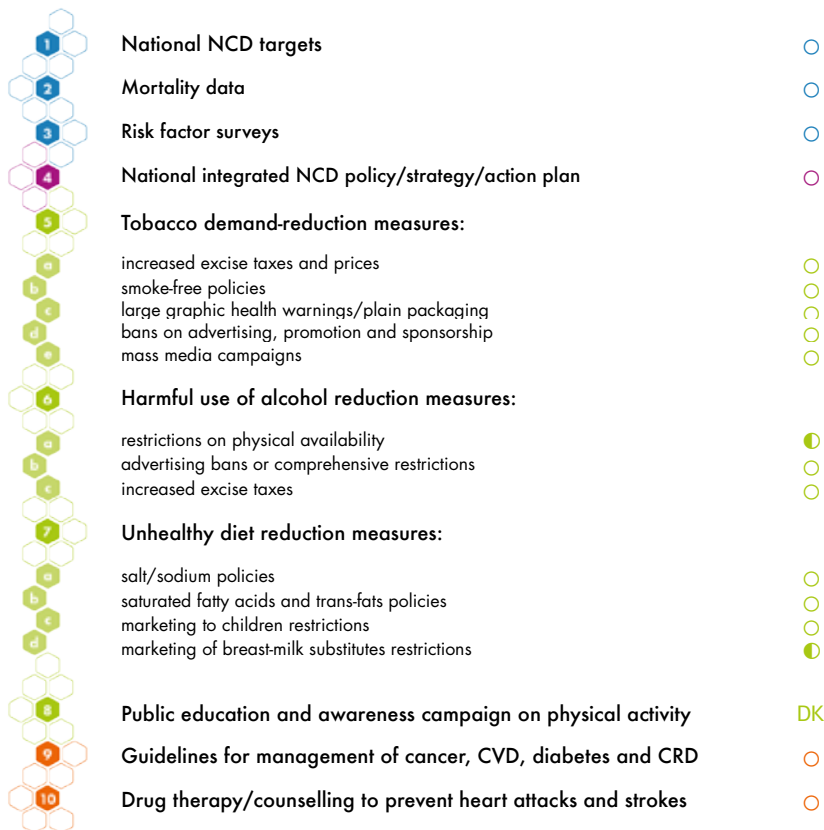 1 National NCD targets
2 Mortality data
3 Risk factor surveys
4 National integrated NCD policy/strategy/action plan
5 Tobacco demand-reduction measures:
a increased excise taxes and prices
b smoke-free policies
c large graphic health warnings/plain packaging
d bans on advertising, promotion and sponsorship
e mass media campaigns
6 Harmful use of alcohol reduction measures:
a restrictions on physical availability
b advertising bans or comprehensive restrictions
c increased excise taxes
7 Unhealthy diet reduction measures:
a salt/sodium policies
b saturated fatty acids and trans-fats policies
c marketing to children restrictions
d marketing of breast-milk substitutes restrictions
8 Public education and awareness campaign on physical activity DK
9 Guidelines for management of cancer, CVD, diabetes and CRD
10 Drug therapy/counselling to prevent heart attacks and strokes